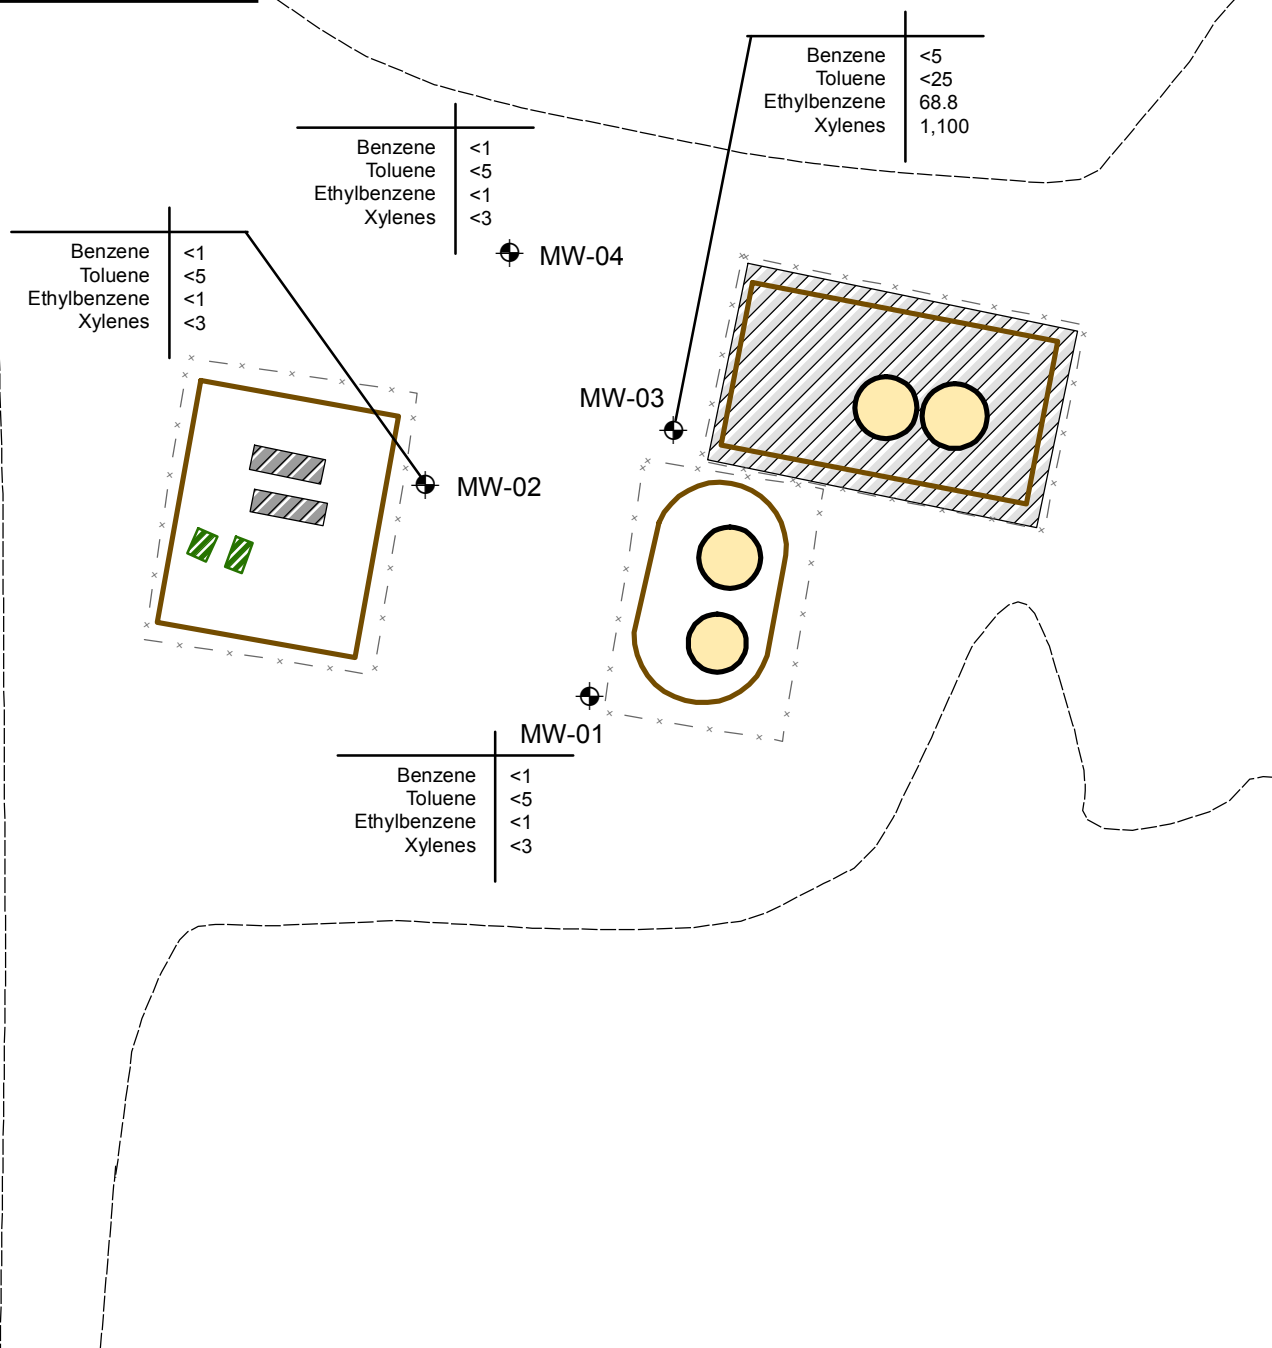 Benzene <5
Toluene <25
Ethylbenzene 68.8
Xylenes 1,100
Benzene <1
Toluene <5
Ethylbenzene <1
Xylenes <3
MW-04
Benzene <1
Toluene <5
Ethylbenzene <1
Xylenes <3
MW-03
MW-02
MW-01
Benzene <1
Toluene <5
Ethylbenzene <1
Xylenes <3